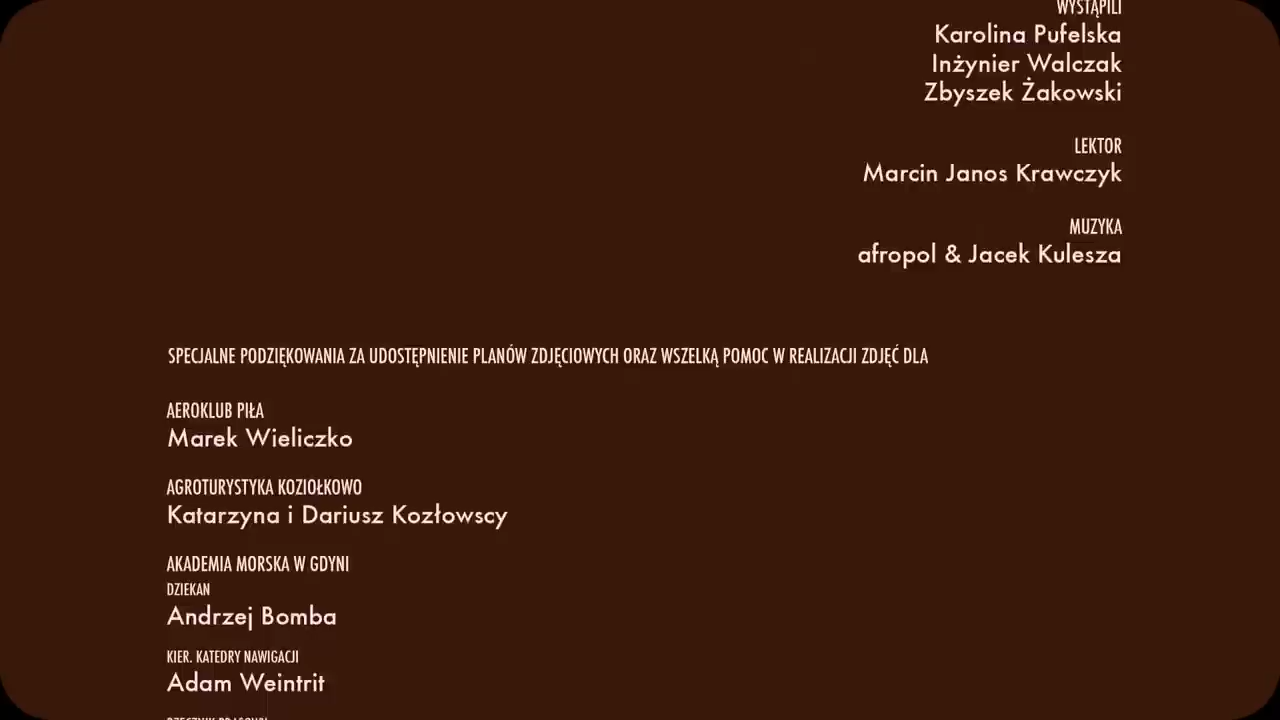 WYSTĄPILI
Karolina Pufelska
Inżynier Walczak
Zbyszek Żakowski
LEKTOR
Marcin Janos Krawczyk
MUZYKA
afropol & Jacek Kulesza
SPECJALNE PODZIĘKOWANIA ZA UDOSTĘPNIENIE PLANÓW ZDJĘCIOWYCH ORAZ WSZELKĄ POMOC W REALIZACJI ZDJĘĆ DLA
AEROKLUB PIŁA
Marek Wieliczko
AGROTURYSTYKA KOZIOŁKOWO
Katarzyna i Dariusz Kozłowscy
AKADEMIA MORSKA W GDYNI
DZIEKAN
Andrzej Bomba
KIER. KATEDRY NAWIGACJI
Adam Weintrit